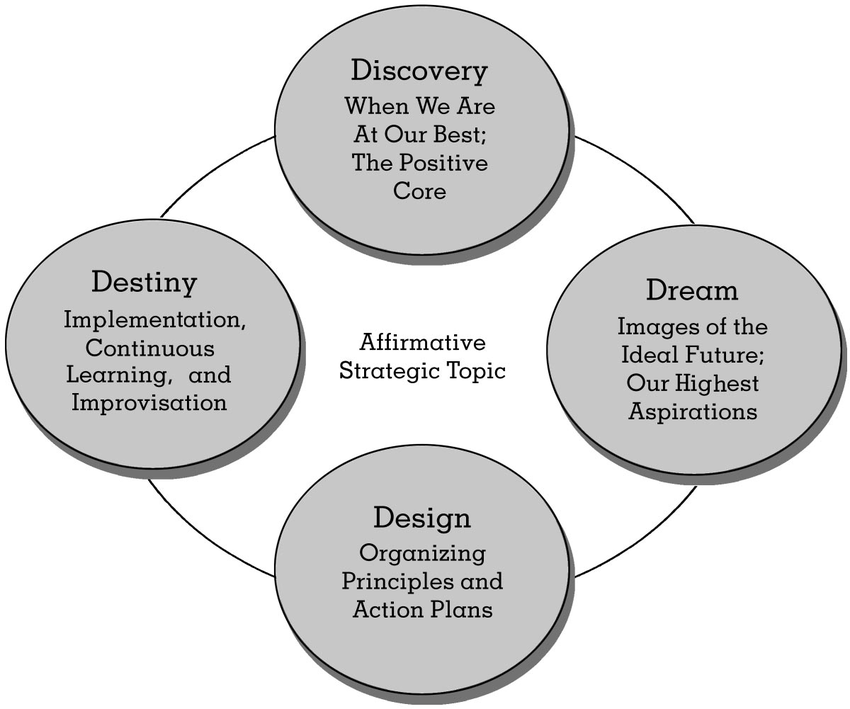 Discovery
When We Are
At Our Best;
The Positive
Core
Destiny
Implementation,
Continuous
Learning, and
Improvisation
Affirmative
Strategic Topic
Dream
Images of the
Ideal Future;
Our Highest
Aspirations
Design
Organizing
Principles and
Action Plans